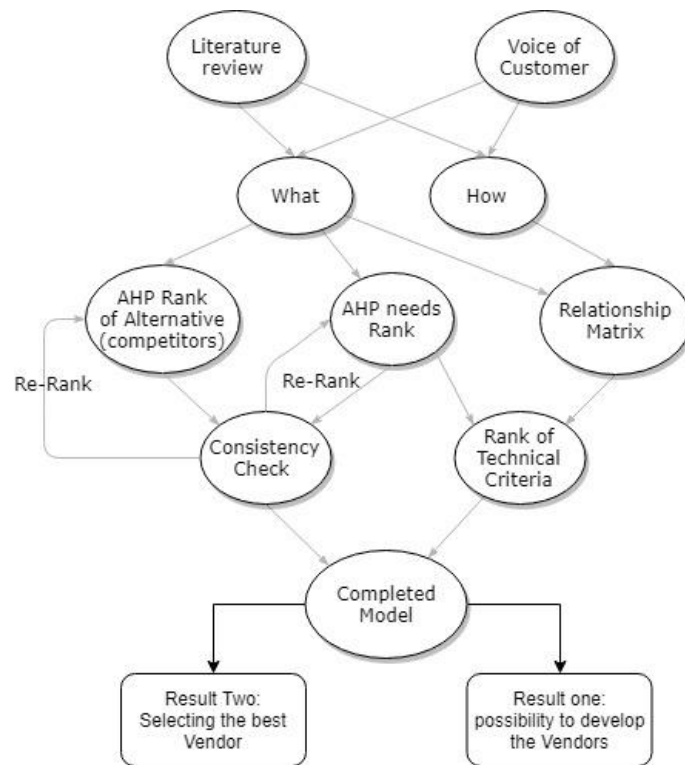 Literature
review
Voice of
Customer
What
How
AHP Rank
of Alternative
(competitors)
AHP needs
Rank
Relationship
Matrix
Re-Rank
Re-Rank
Consistency
Check
Rank of
Technical
Criteria
Completed
Model
Result Two:
Selecting the best
Vendor
Result one:
possibility to develop
the Vendors